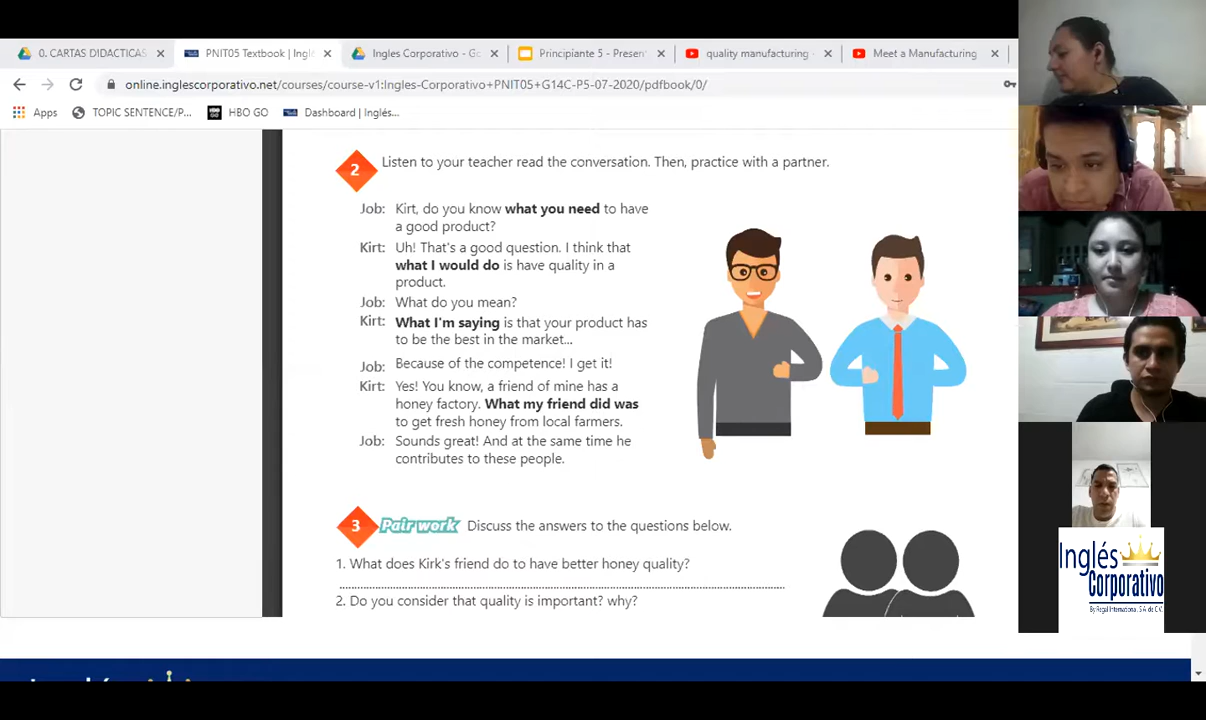 0. CARTAS DIDACTICAS
PNIT05 Textbook | Ingl
Ingles Corporativo - Go
Principiante 5 - Presen
quality manufacturing -
Meet a Manufacturing
online.inglescorporativo.net/courses/course-v1:Ingles-Corporativo+PNIT05+G14C-P5-07-2020/pdfbook/0/
Apps
TOPIC SENTENCE/P...
HBO GO
Dashboard | Inglés...
2 Listen to your teacher read the conversation. Then, practice with a partner.
Job: Kirt, do you know what you need to have
a good product?
Kirt: Uh! That's a good question. I think that
what I would do is have quality in a
product.
Job: What do you mean?
Kirt: What I'm saying is that your product has
to be the best in the market...
Job: Because of the competence! I get it!
Kirt: Yes! You know, a friend of mine has a
honey factory. What my friend did was
to get fresh honey from local farmers.
Job: Sounds great! And at the same time he
contributes to these people.
3 Pair work Discuss the answers to the questions below.
1. What does Kirk's friend do to have better honey quality?
2. Do you consider that quality is important? why?
Inglés
Corporativo
By Regal International, S.A. de C.V.